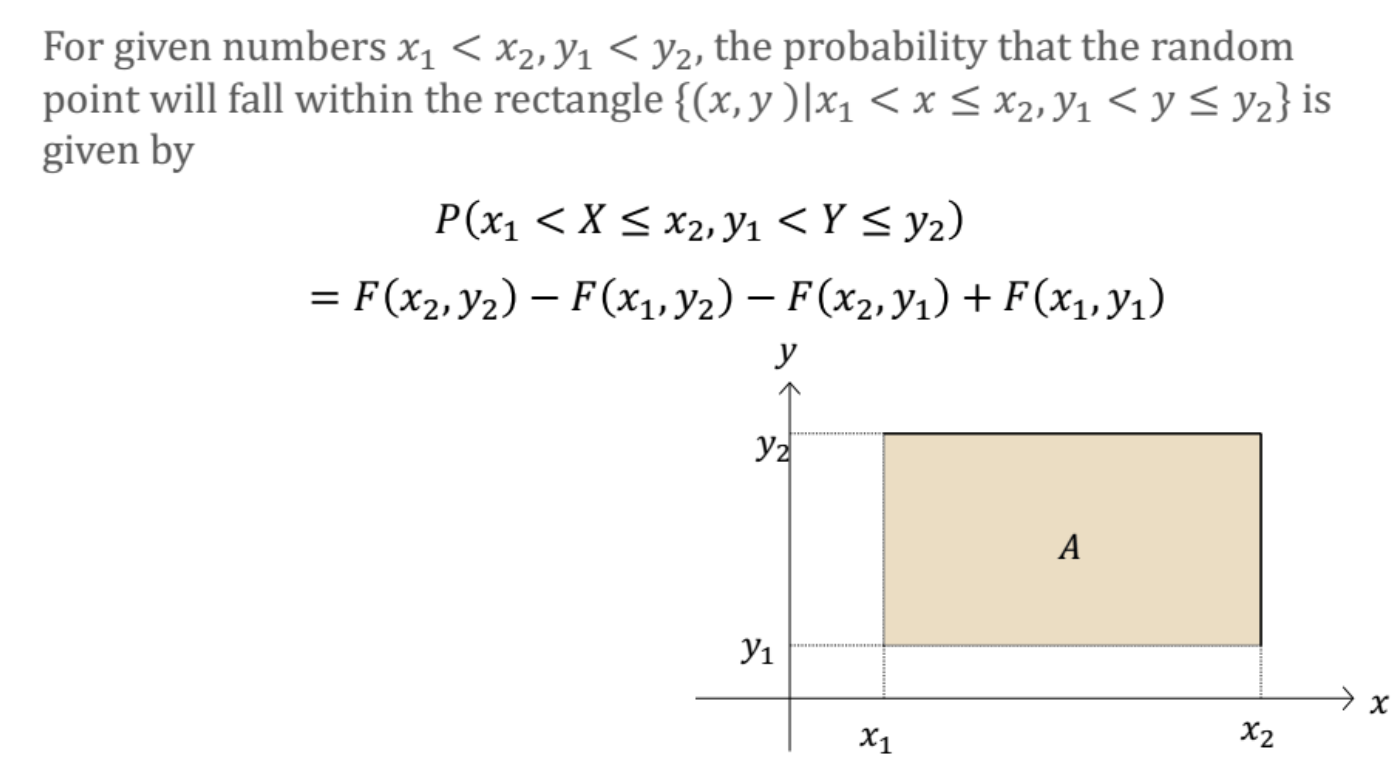 For given numbers x₁ < x₂, y₁ < y₂, the probability that the random
point will fall within the rectangle {(x, y )|x₁ < x ≤ x₂, y₁ < y ≤ y₂} is
given by
P(x₁ < X ≤ x₂, y₁ < Y ≤ y₂)
= F(x₂, y₂) − F(x₁, y₂) − F(x₂, y₁) + F(x₁, y₁)
y
y₂
A
y₁
x
x₁
x₂